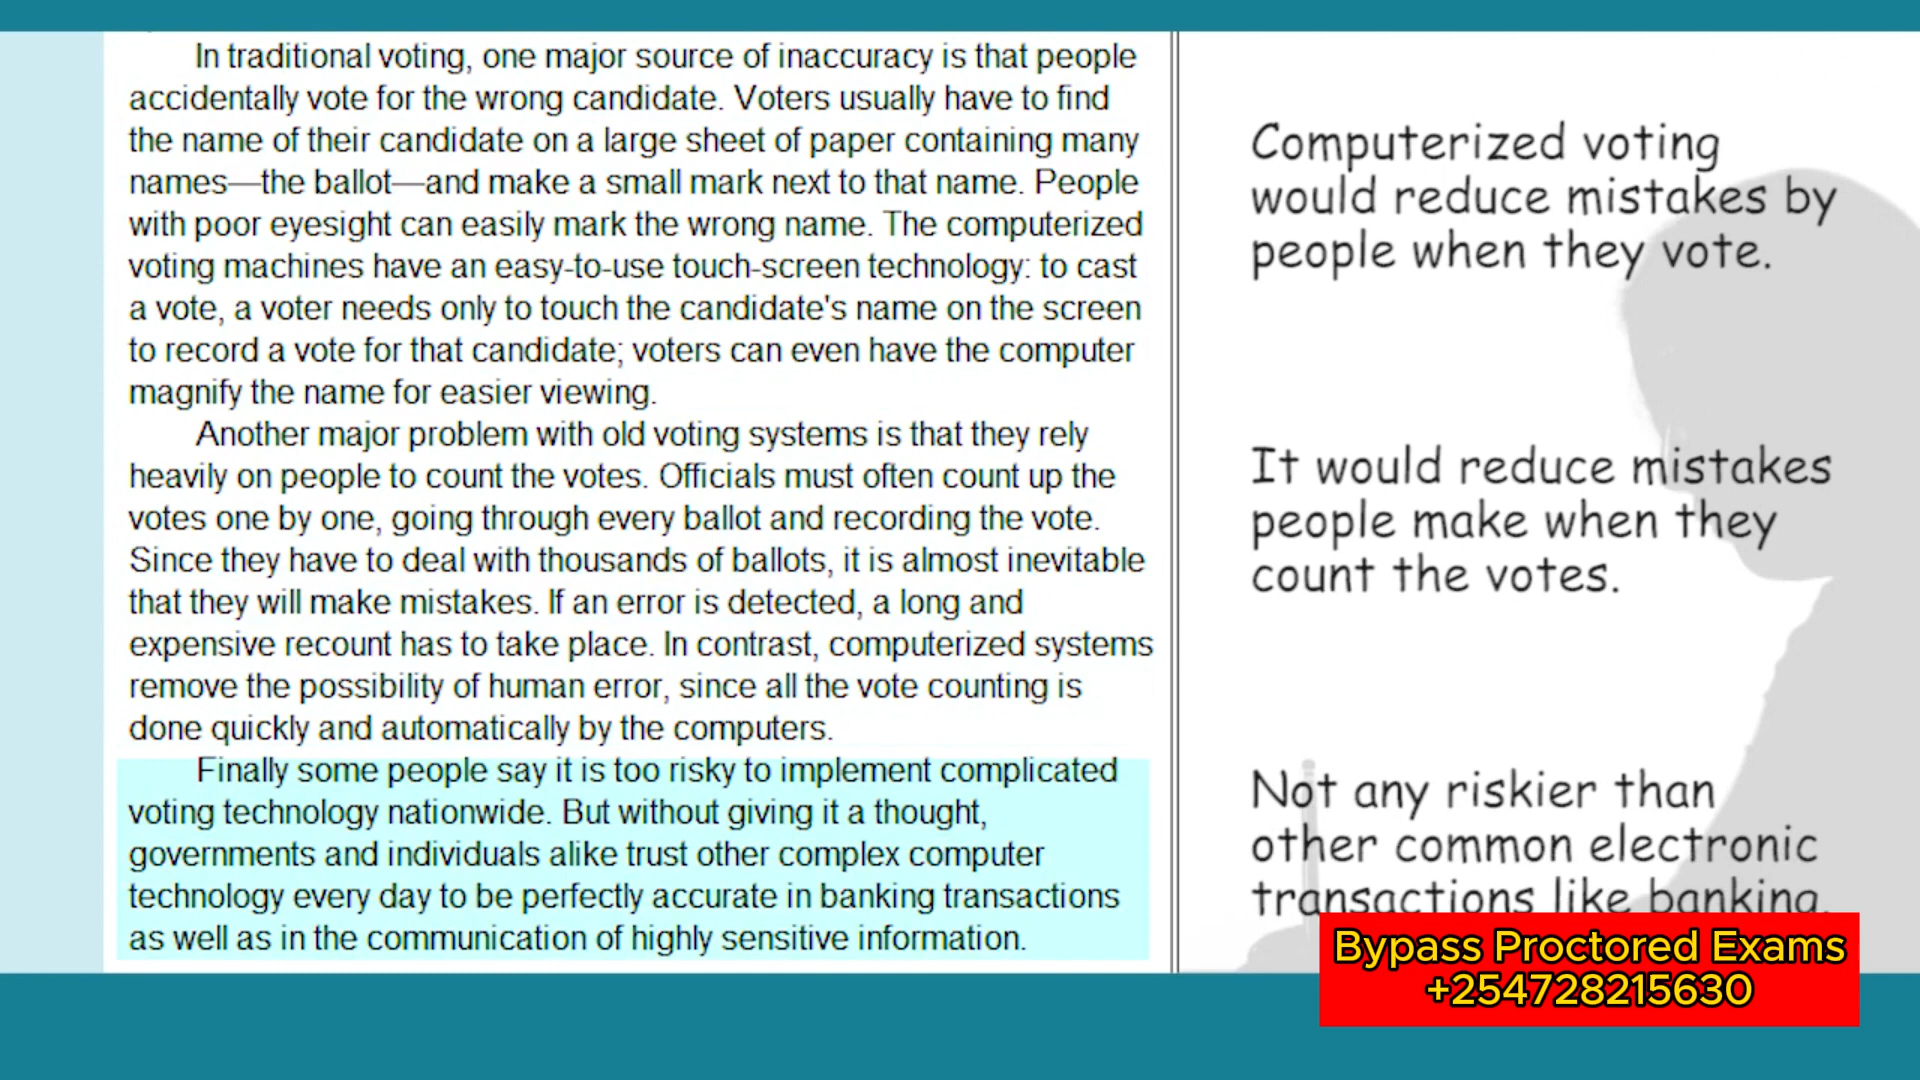 In traditional voting, one major source of inaccuracy is that people
accidentally vote for the wrong candidate. Voters usually have to find
the name of their candidate on a large sheet of paper containing many
names—the ballot—and make a small mark next to that name. People
with poor eyesight can easily mark the wrong name. The computerized
voting machines have an easy-to-use touch-screen technology: to cast
a vote, a voter needs only to touch the candidate's name on the screen
to record a vote for that candidate; voters can even have the computer
magnify the name for easier viewing.
Another major problem with old voting systems is that they rely
heavily on people to count the votes. Officials must often count up the
votes one by one, going through every ballot and recording the vote.
Since they have to deal with thousands of ballots, it is almost inevitable
that they will make mistakes. If an error is detected, a long and
expensive recount has to take place. In contrast, computerized systems
remove the possibility of human error, since all the vote counting is
done quickly and automatically by the computers.
Finally some people say it is too risky to implement complicated
voting technology nationwide. But without giving it a thought,
governments and individuals alike trust other complex computer
technology every day to be perfectly accurate in banking transactions
as well as in the communication of highly sensitive information.
Computerized voting
would reduce mistakes by
people when they vote.
It would reduce mistakes
people make when they
count the votes.
Not any riskier than
other common electronic
transactions like banking.
Bypass Proctored Exams
+254728215630